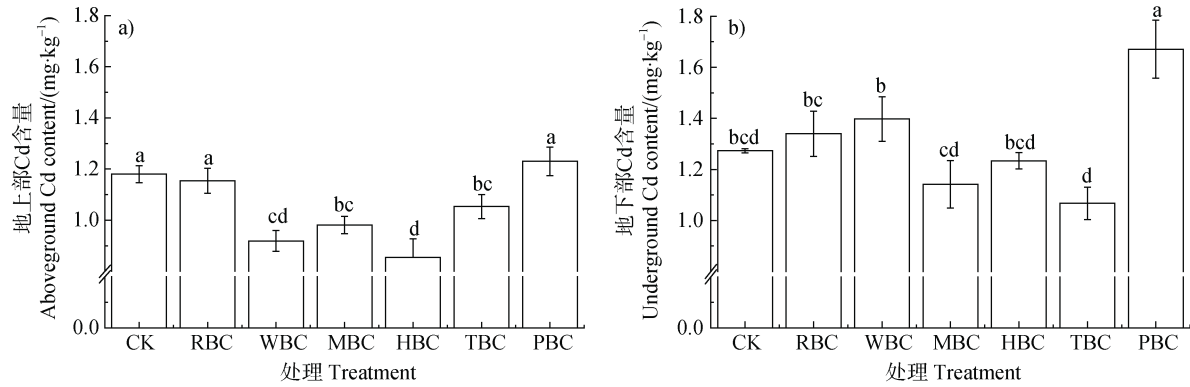 a)
地上部Cd含量
Aboveground Cd content/(mg·kg⁻¹)
1.8
1.6
1.4
1.2
1.0
0.0
a
a
cd
bc
d
bc
a
CK RBC WBC MBC HBC TBC PBC
处理 Treatment
b)
地下部Cd含量
Underground Cd content/(mg·kg⁻¹)
1.8
1.6
1.4
1.2
1.0
0.0
bcd
bc
b
cd
bcd
d
a
CK RBC WBC MBC HBC TBC PBC
处理 Treatment